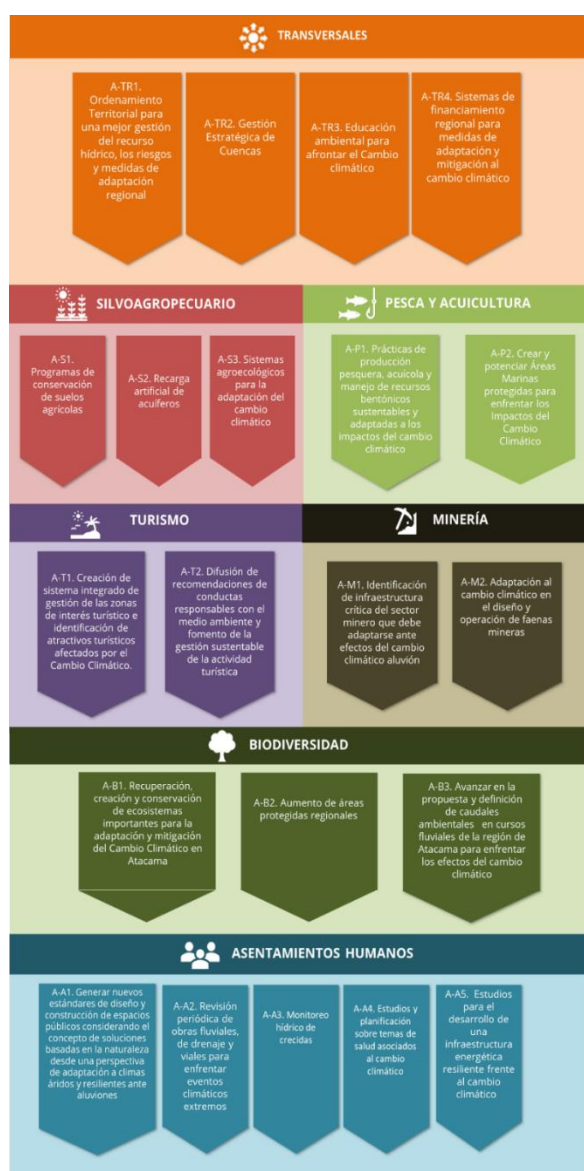 TRANSVERSALES
A-TR1.
Ordenamiento
Territorial para
una mejor gestión
del recurso
hídrico, los riesgos
y medidas de
adaptación
regional
A-TR2. Gestión
Estratégica de
Cuencas
A-TR3. Educación
ambiental para
afrontar el Cambio
climático
A-TR4. Sistemas de
financiamiento
regional para
medidas de
adaptación y
mitigación al
cambio climático
SILVOAGROPECUARIO
A-S1.
Programas de
conservación
de suelos
agrícolas
A-S2. Recarga
artificial de
acuíferos
A-S3. Sistemas
agroecológicos
para la
adaptación del
cambio
climático
PESCA Y ACUICULTURA
A-P1. Prácticas de
producción
pesquera, acuícola y
manejo de recursos
bentónicos
sustentables y
adaptadas a los
impactos del cambio
climático
A-P2. Crear y
potenciar Áreas
Marinas
protegidas para
enfrentar los
Impactos del
Cambio
Climático
TURISMO
A-T1. Creación de
sistema integrado de
gestión de las zonas
de interés turístico e
identificación de
atractivos turísticos
afectados por el
Cambio Climático.
A-T2. Difusión de
recomendaciones de
conductas
responsables con el
medio ambiente y
fomento de la
gestión sustentable
de la actividad
turística
MINERÍA
A-M1. Identificación
de infraestructura
crítica del sector
minero que debe
adaptarse ante
efectos del cambio
climático aluvión
A-M2. Adaptación al
cambio climático en
el diseño y
operación de faenas
mineras
BIODIVERSIDAD
A-B1. Recuperación,
creación y conservación
de ecosistemas
importantes para la
adaptación y mitigación
del Cambio Climático en
Atacama
A-B2. Aumento de áreas
protegidas regionales
A-B3. Avanzar en la
propuesta y definición
de caudales
ambientales en cursos
fluviales de la región de
Atacama para enfrentar
los efectos del cambio
climático
ASENTAMIENTOS HUMANOS
A-A1. Generar nuevos
estándares de diseño y
construcción de espacios
públicos considerando el
concepto de soluciones
basadas en la naturaleza
desde una perspectiva
de adaptación a climas
áridos y resilientes ante
aluviones
A-A2. Revisión
periódica de
obras fluviales,
de drenaje y
viales para
enfrentar
eventos
climáticos
extremos
A-A3. Monitoreo
hídrico de
crecidas
A-A4. Estudios y
planificación
sobre temas de
salud asociados
al cambio
climático
A-A5. Estudios
para el
desarrollo de
una
infraestructura
energética
resiliente frente
al cambio
climático